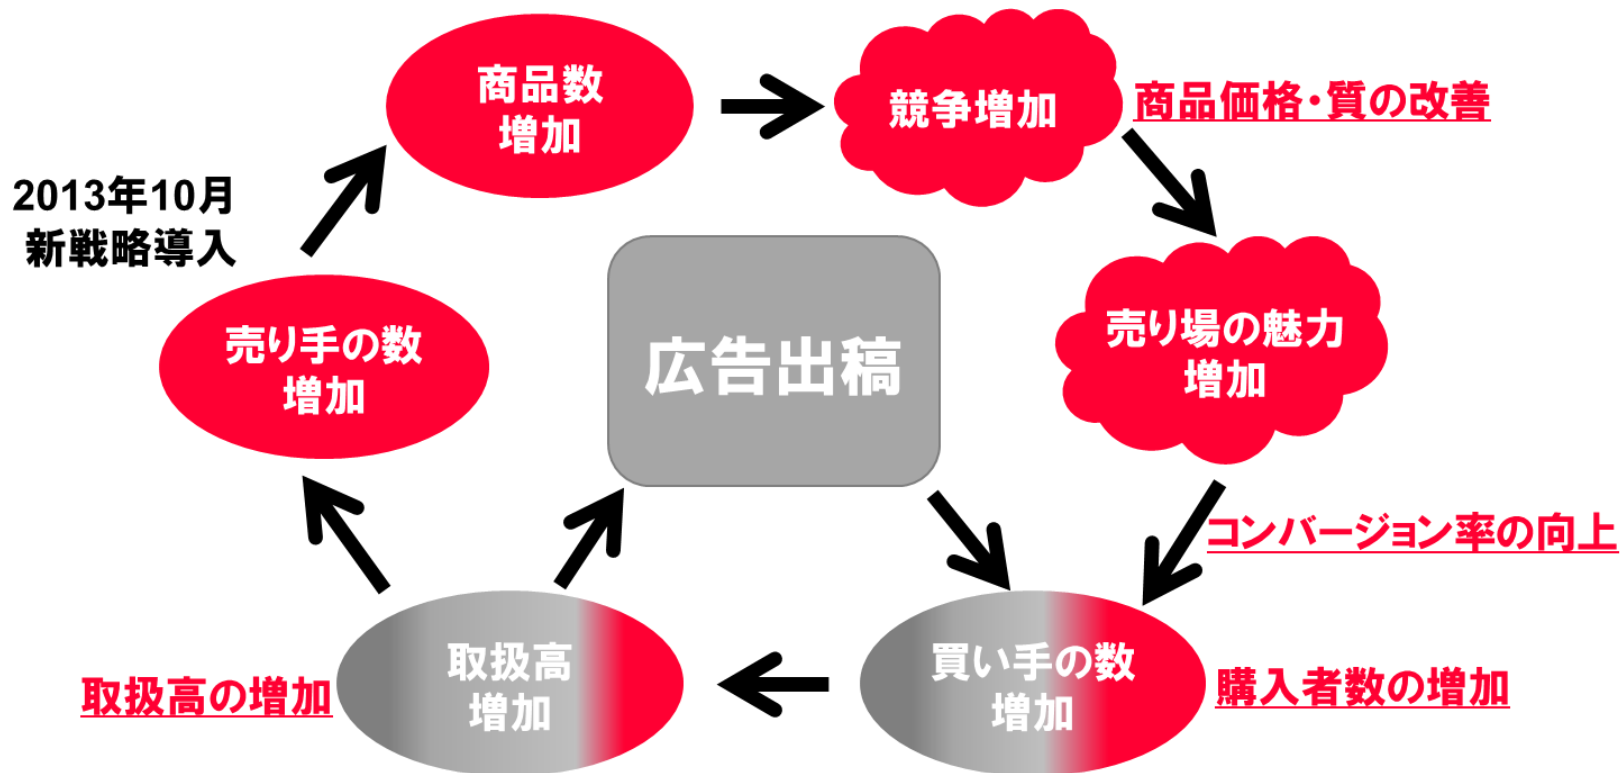 商品数
増加
競争増加
商品価格・質の改善
2013年10月
新戦略導入
売り手の数
増加
広告出稿
売り場の魅力
増加
コンバージョン率の向上
取扱高
増加
取扱高の増加
買い手の数
増加
購入者数の増加